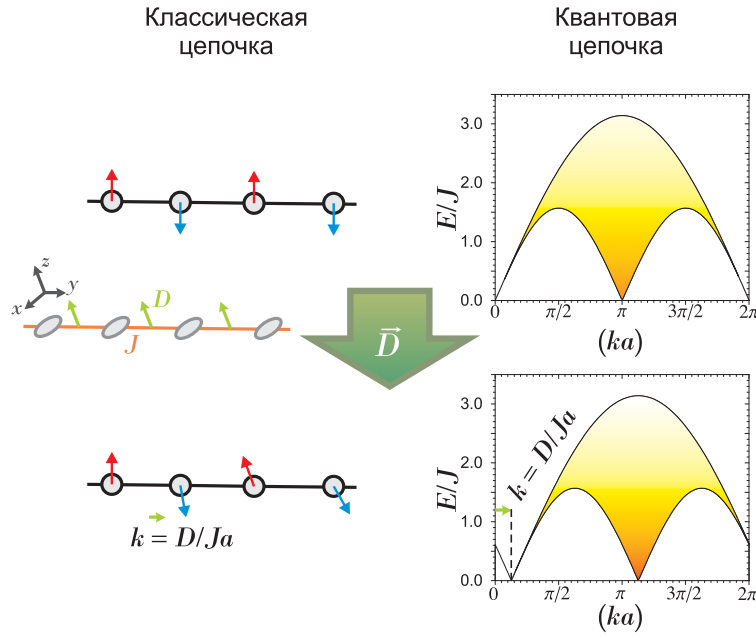 Классическая
цепочка
Квантовая
цепочка
3.0
2.0
1.0
0.0
E/J
0
π/2
π
3π/2
2π
(ka)
z
y
x
D
J
D⃗
3.0
2.0
1.0
0.0
E/J
k = D/Ja
0
π/2
π
3π/2
2π
(ka)
k = D/Ja